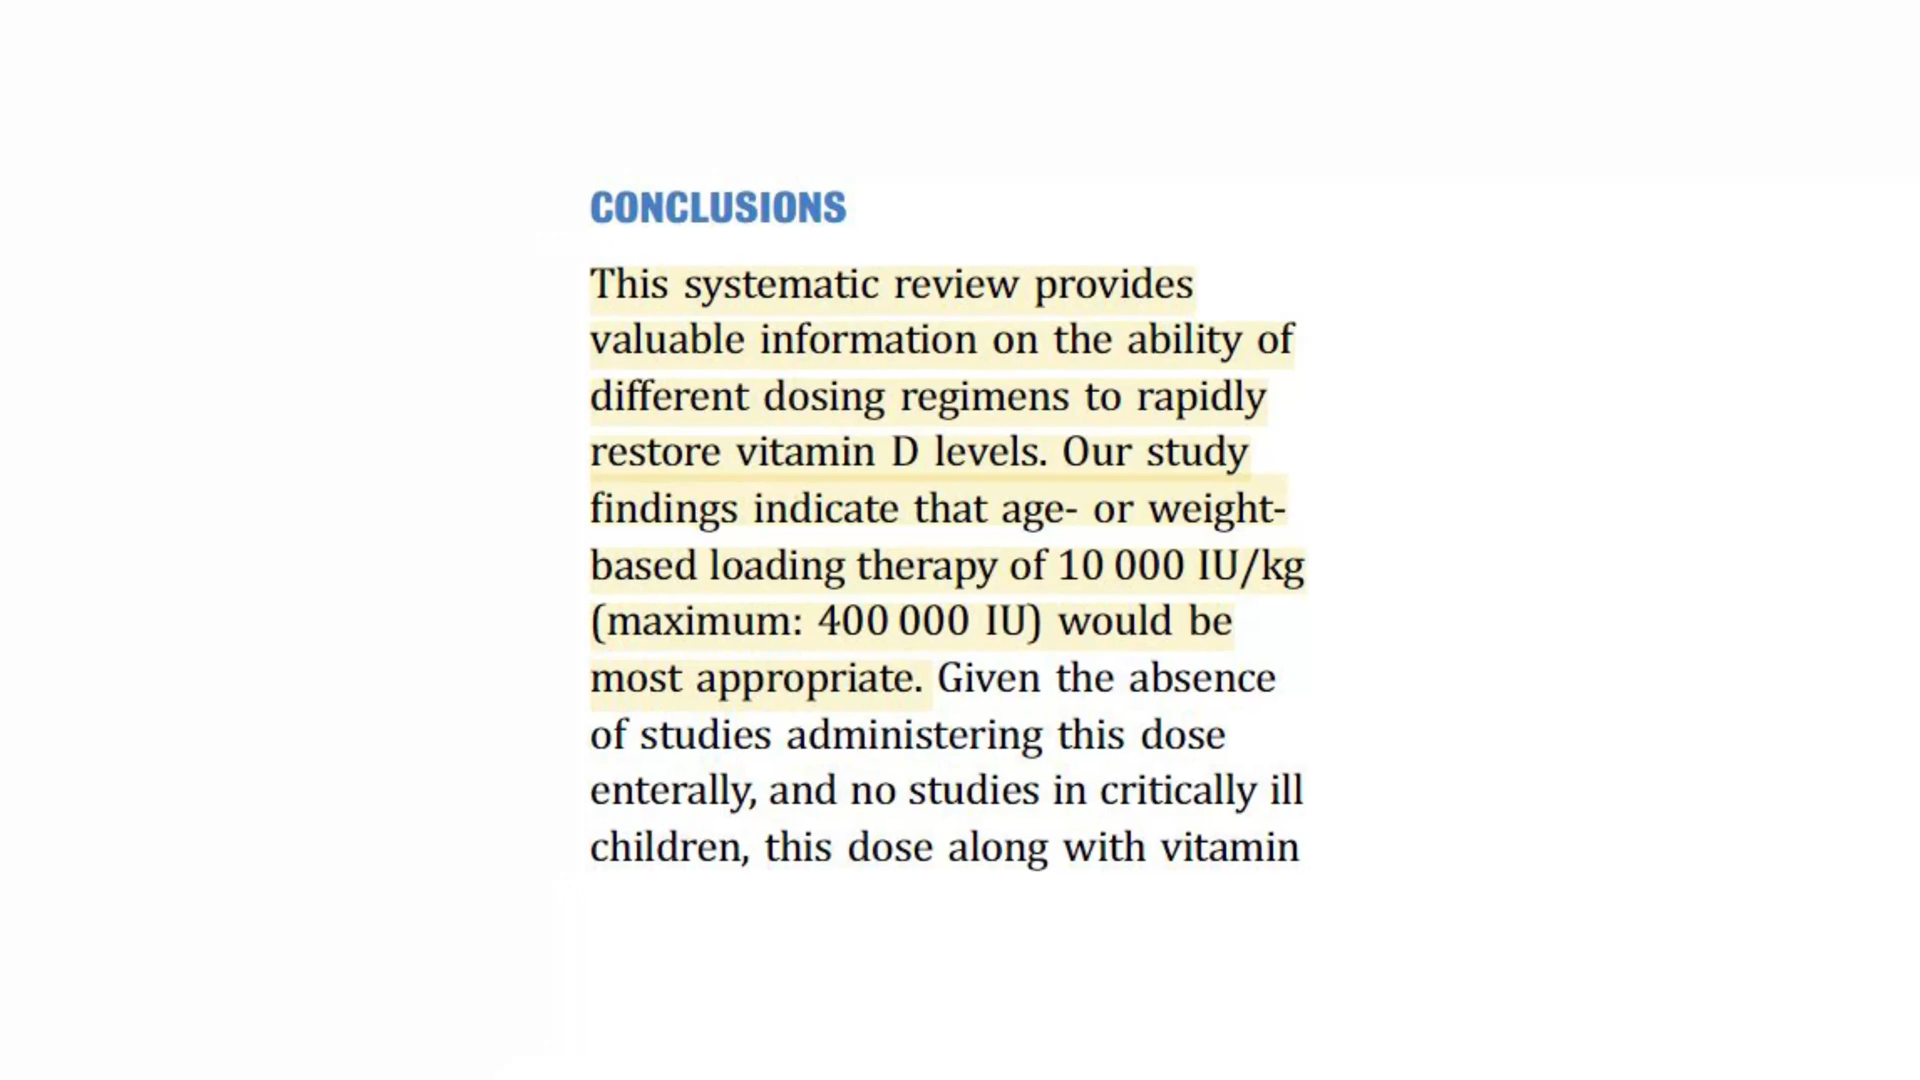 CONCLUSIONS
This systematic review provides
valuable information on the ability of
different dosing regimens to rapidly
restore vitamin D levels. Our study
findings indicate that age- or weight-
based loading therapy of 10 000 IU/kg
(maximum: 400 000 IU) would be
most appropriate. Given the absence
of studies administering this dose
enterally, and no studies in critically ill
children, this dose along with vitamin